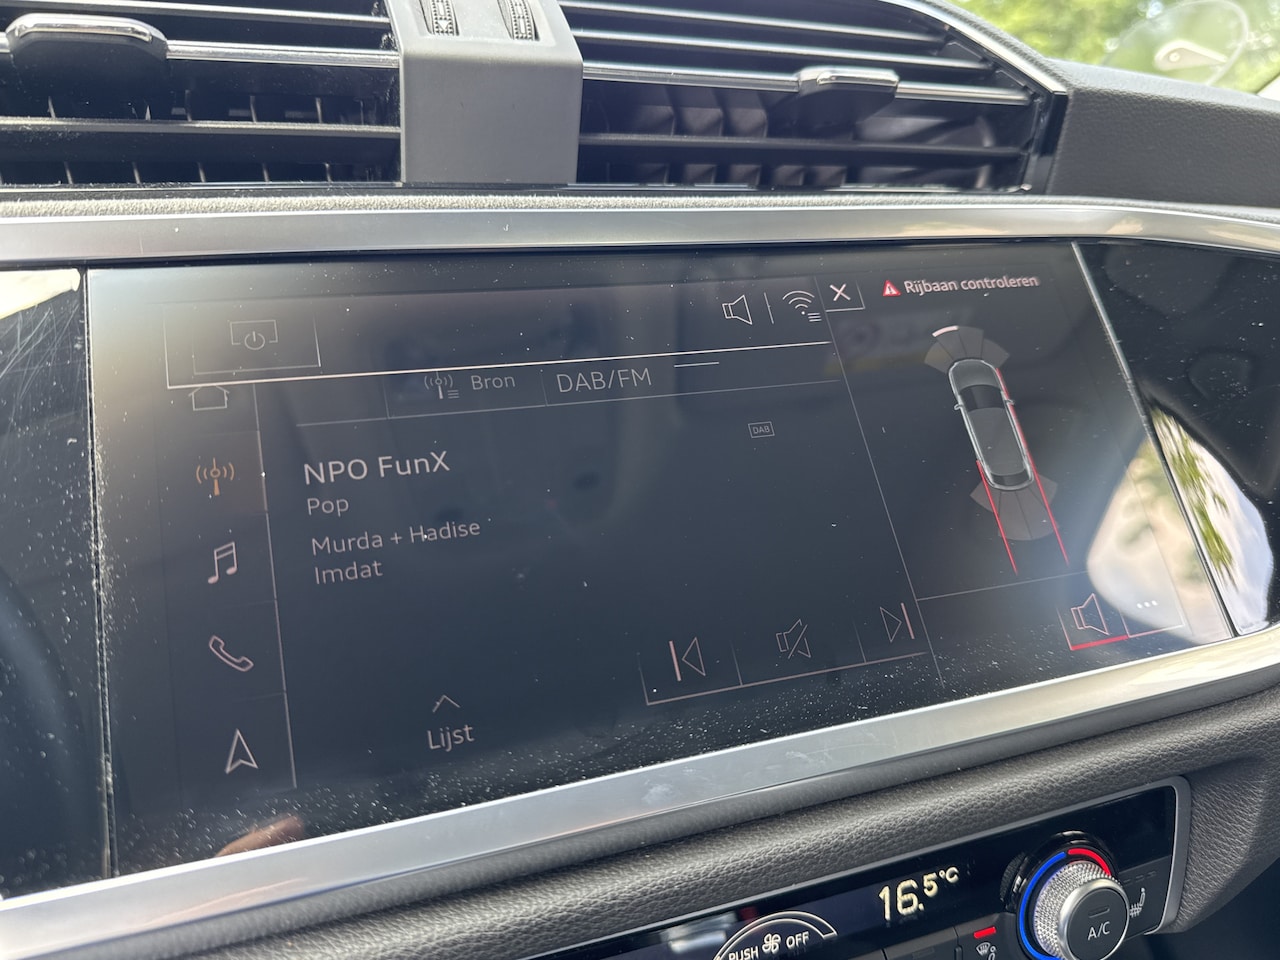 Rijbaan controleren
Bron
DAB/FM
DAB
NPO FunX
Pop
Murda + Hadise
Imdat
Lijst
16.5°C
PUSH OFF
A/C